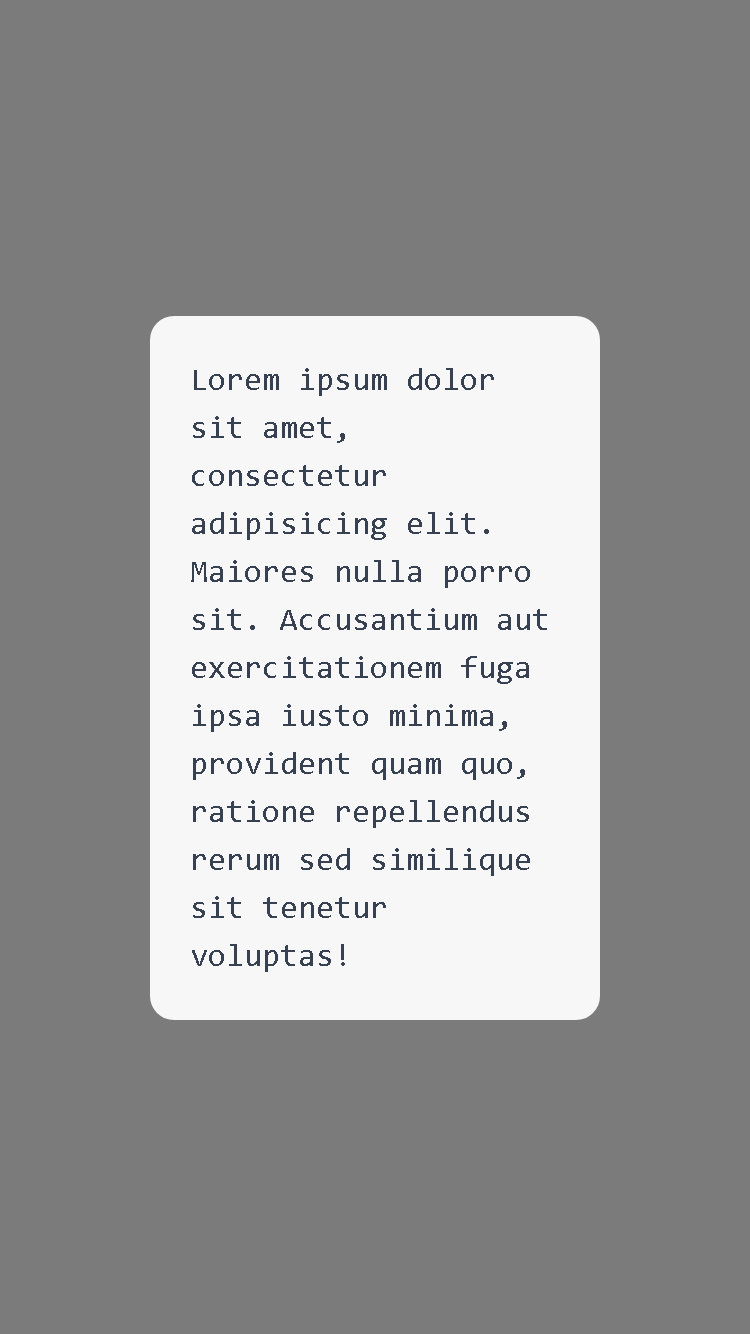 Lorem ipsum dolor
sit amet,
consectetur
adipisicing elit.
Maiores nulla porro
sit. Accusantium aut
exercitationem fuga
ipsa iusto minima,
provident quam quo,
ratione repellendus
rerum sed similique
sit tenetur
voluptas!